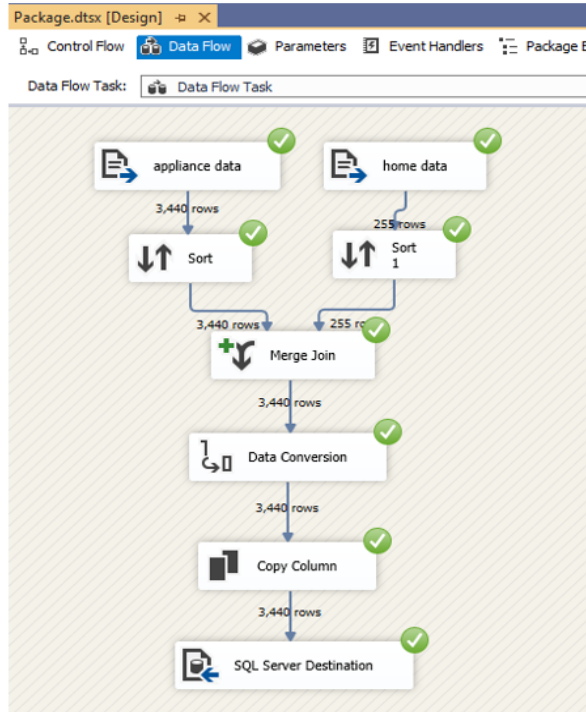 Package.dtsx [Design]
Control Flow Data Flow Parameters Event Handlers Package E
Data Flow Task: Data Flow Task
appliance data home data
3,440 rows 255 rows
Sort Sort
1
3,440 rows 255 ro
Merge Join
3,440 rows
Data Conversion
3,440 rows
Copy Column
3,440 rows
SQL Server Destination